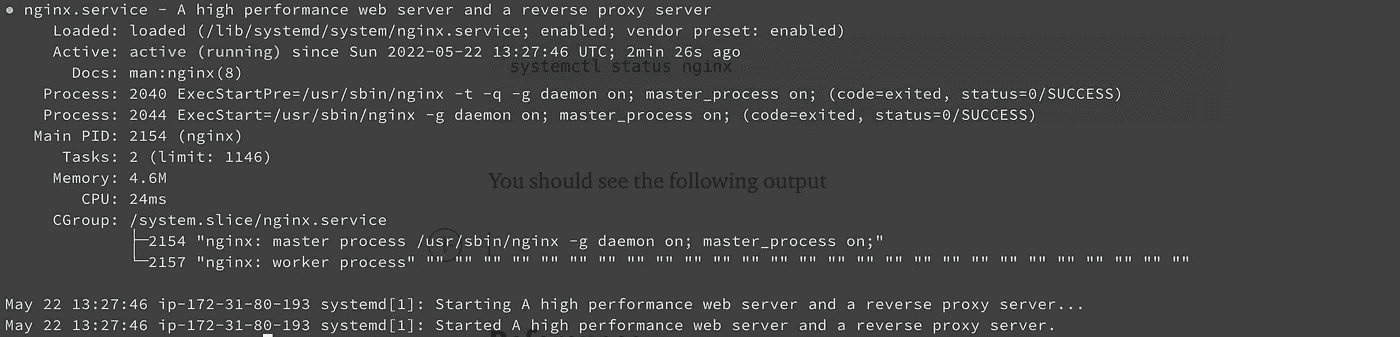 ● nginx.service - A high performance web server and a reverse proxy server
Loaded: loaded (/lib/systemd/system/nginx.service; enabled; vendor preset: enabled)
Active: active (running) since Sun 2022-05-22 13:27:46 UTC; 2min 26s ago
systemctl status nginx
Docs: man:nginx(8)
Process: 2040 ExecStartPre=/usr/sbin/nginx -t -q -g daemon on; master_process on; (code=exited, status=0/SUCCESS)
Process: 2044 ExecStart=/usr/sbin/nginx -g daemon on; master_process on; (code=exited, status=0/SUCCESS)
Main PID: 2154 (nginx)
Tasks: 2 (limit: 1146)
Memory: 4.6M
You should see the following output
CPU: 24ms
CGroup: /system.slice/nginx.service
├─2154 "nginx: master process /usr/sbin/nginx -g daemon on; master_process on;"
└─2157 "nginx: worker process" "" "" "" "" "" "" "" "" "" "" "" "" "" "" "" "" "" "" "" "" "" "" "" "" "" "" ""
May 22 13:27:46 ip-172-31-80-193 systemd[1]: Starting A high performance web server and a reverse proxy server...
May 22 13:27:46 ip-172-31-80-193 systemd[1]: Started A high performance web server and a reverse proxy server.